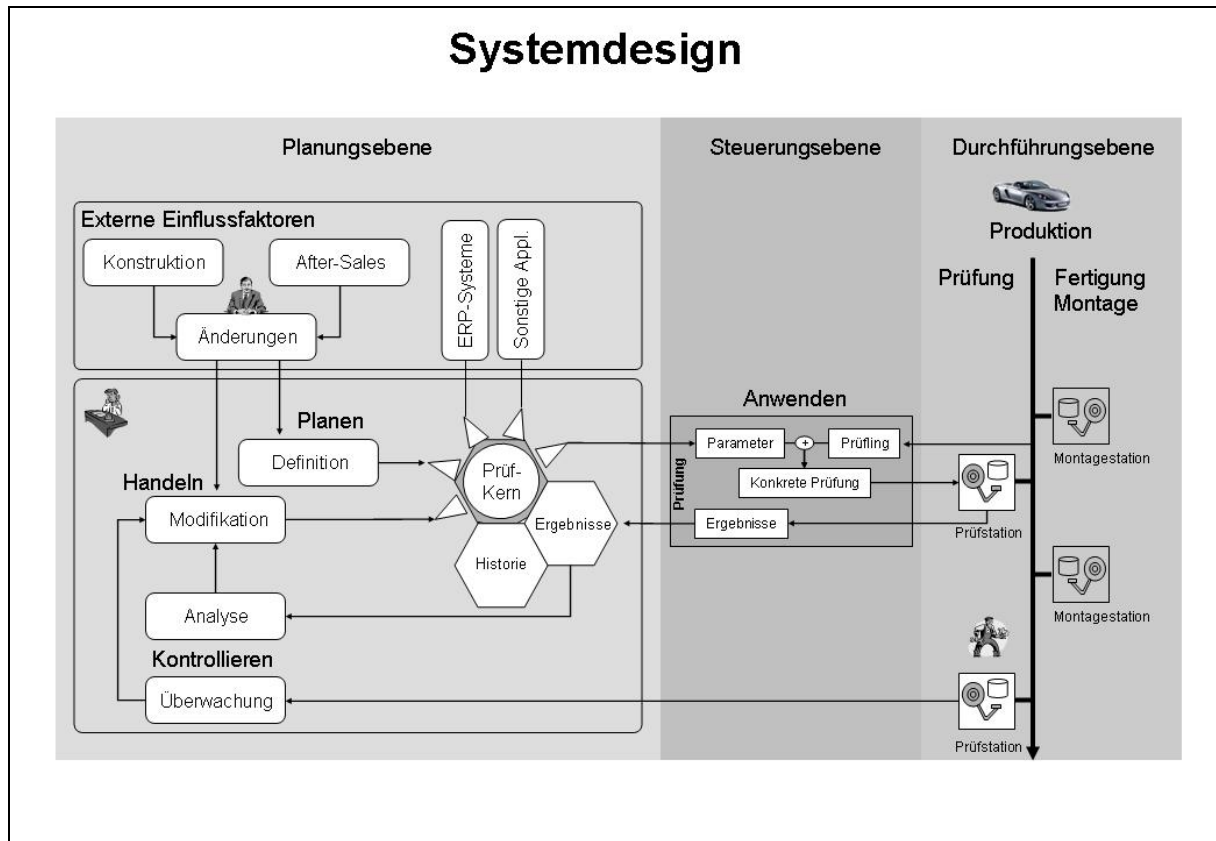 Systemdesign
Planungsebene
Steuerungsebene
Durchführungsebene
Externe Einflussfaktoren
Konstruktion
After-Sales
Änderungen
ERP-Systeme
Sonstige Appl.
Planen
Definition
Handeln
Modifikation
Analyse
Kontrollieren
Überwachung
Prüf-
Kern
Ergebnisse
Historie
Anwenden
Prüfung
Parameter
+
Prüfling
Konkrete Prüfung
Ergebnisse
Produktion
Prüfung
Fertigung
Montage
Montagestation
Prüfstation
Montagestation
Prüfstation